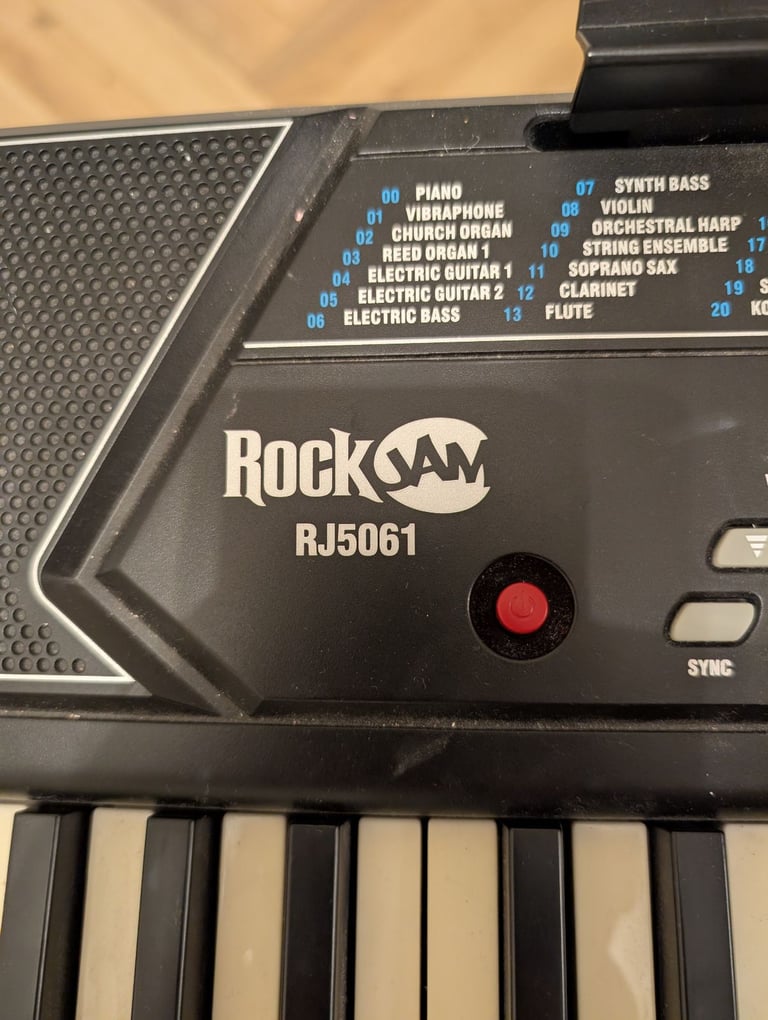 00 PIANO
01 VIBRAPHONE
02 CHURCH ORGAN
03 REED ORGAN 1
04 ELECTRIC GUITAR 1
05 ELECTRIC GUITAR 2
06 ELECTRIC BASS
07 SYNTH BASS
08 VIOLIN
09 ORCHESTRAL HARP
10 STRING ENSEMBLE
11 SOPRANO SAX
12 CLARINET
13 FLUTE
17
18
19
20
ROCKJAM
RJ5061
SYNC